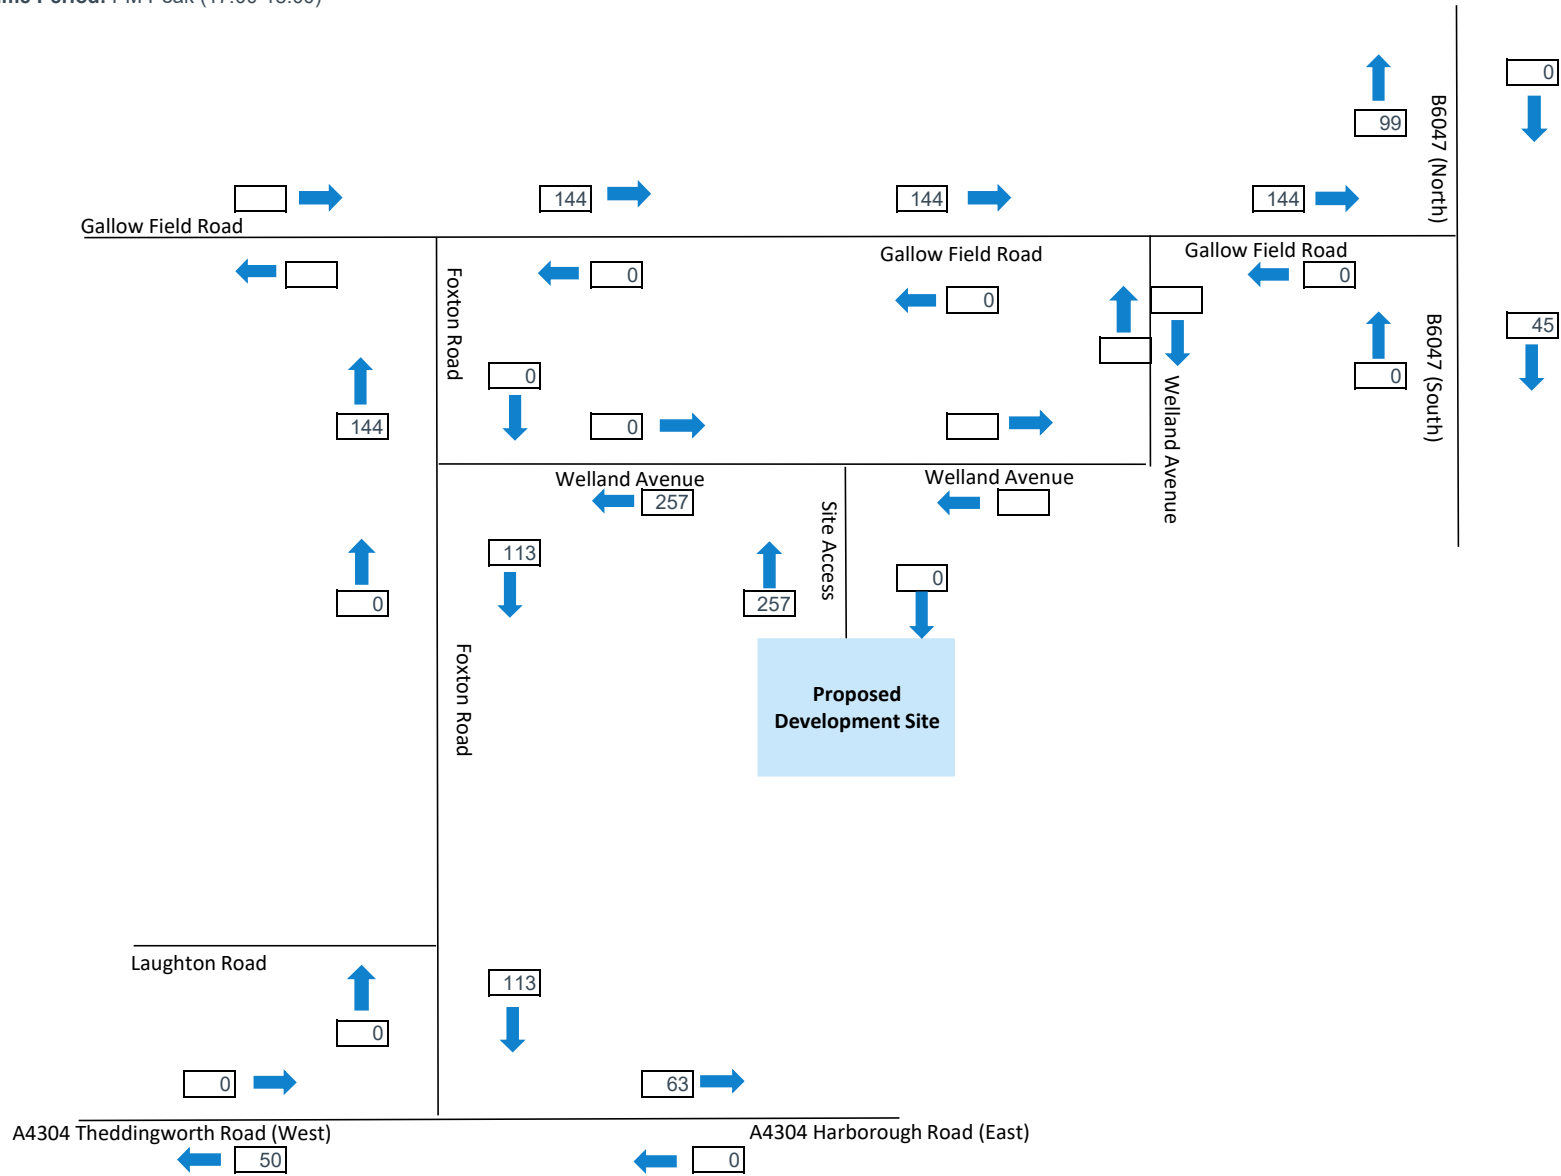 PM Peak
0
99
B6047 (North)
144
144
144
Gallow Field Road
Gallow Field Road
Gallow Field Road
0
0
0
Foxton Road
B6047 (South)
45
0
0
144
0
Welland Avenue
Welland Avenue
Welland Avenue
257
Site Access
113
0
0
257
Foxton Road
Proposed
Development Site
Laughton Road
113
0
0
63
A4304 Theddingworth Road (West)
A4304 Harborough Road (East)
50
0